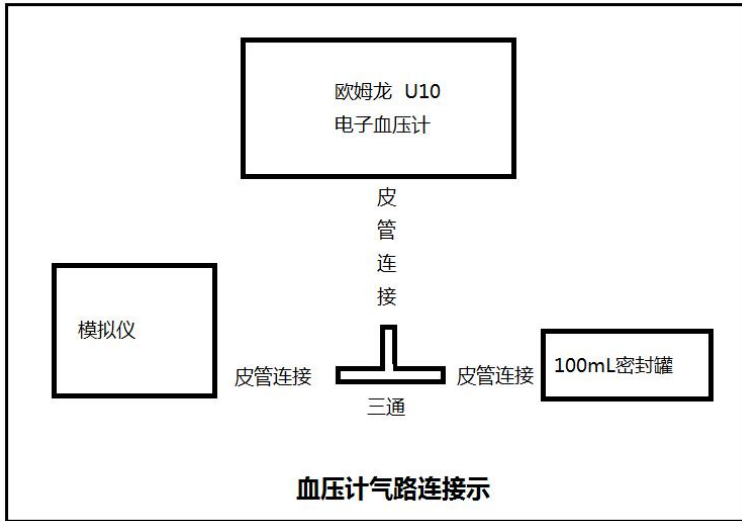 欧姆龙 U10
电子血压计
皮
管
连
接
模拟仪
皮管连接
皮管连接
100mL密封罐
三通
血压计气路连接示